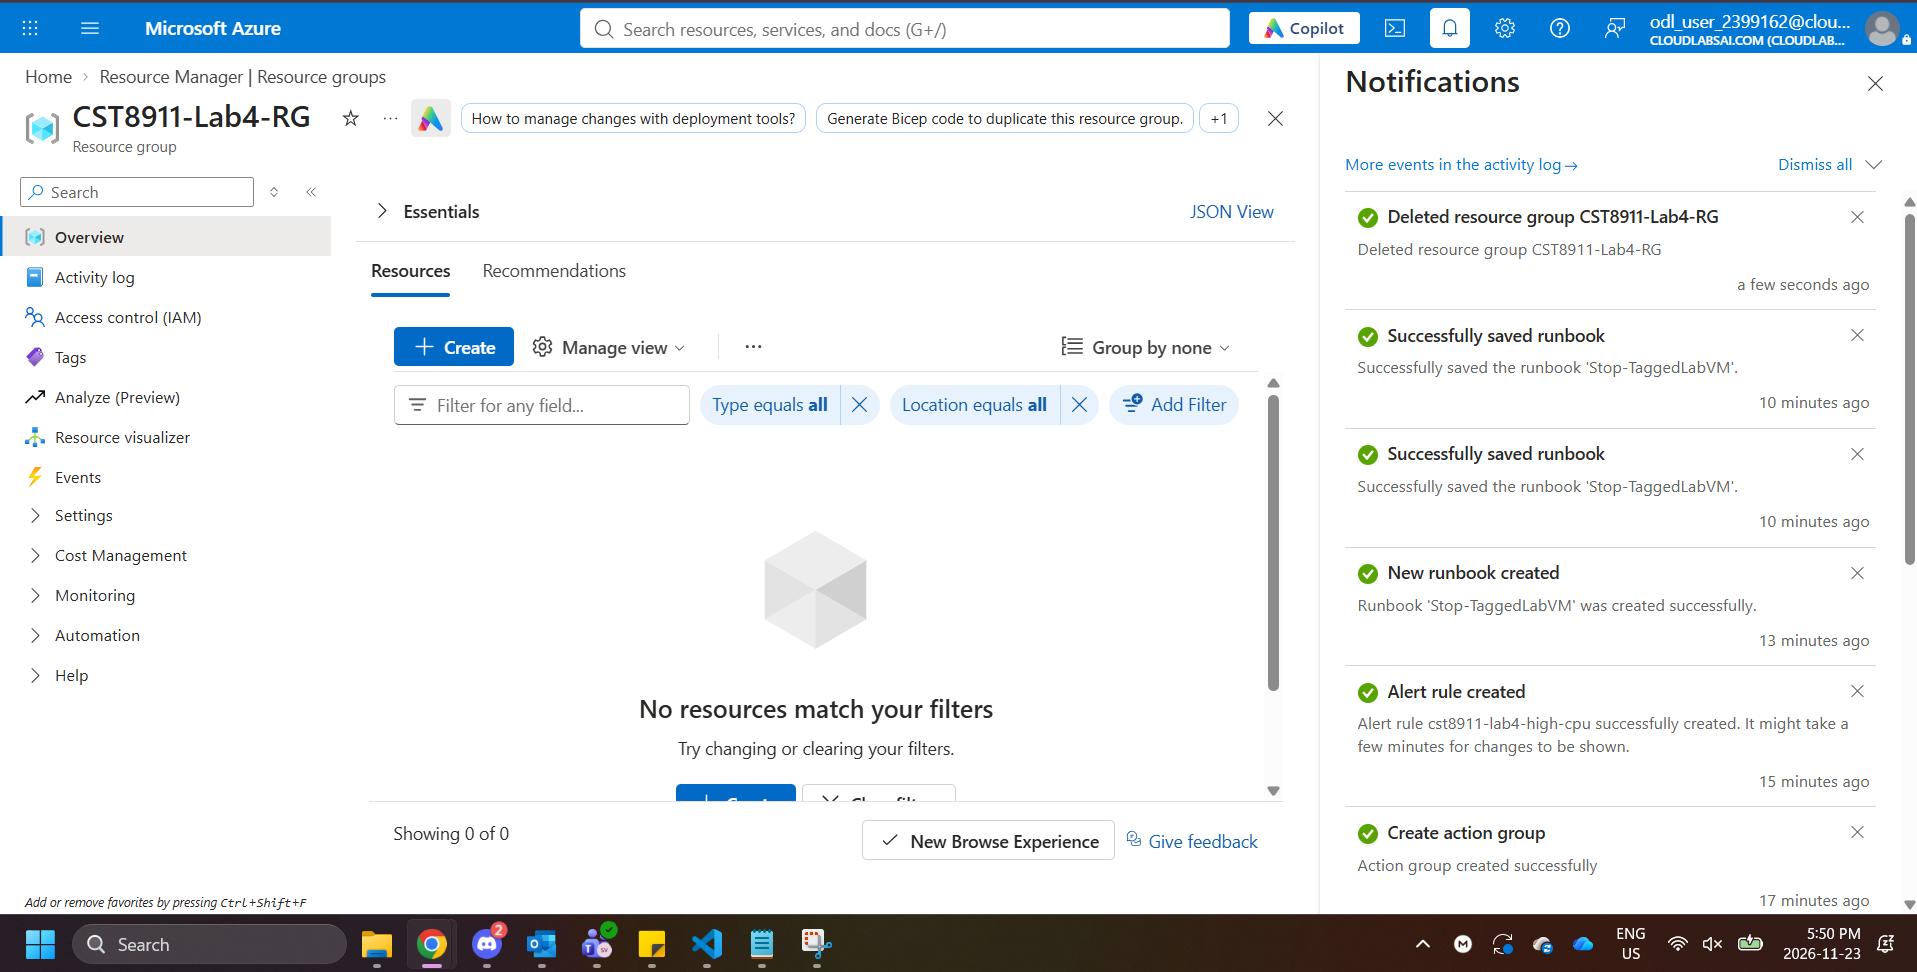 Microsoft Azure
Search resources, services, and docs (G+/)
Copilot
odl_user_2399162@clou...
CLOUDLABSAI.COM (CLOUDLAB...
Home
Resource Manager | Resource groups
CST8911-Lab4-RG
Resource group
How to manage changes with deployment tools?
Generate Bicep code to duplicate this resource group.
+1
Search
Overview
Activity log
Access control (IAM)
Tags
Analyze (Preview)
Resource visualizer
Events
Settings
Cost Management
Monitoring
Automation
Help
Add or remove favorites by pressing Ctrl+Shift+F
Essentials
JSON View
Resources
Recommendations
Create
Manage view
Group by none
Filter for any field...
Type equals all
Location equals all
Add Filter
No resources match your filters
Try changing or clearing your filters.
Showing 0 of 0
New Browse Experience
Give feedback
Notifications
More events in the activity log→
Dismiss all
Deleted resource group CST8911-Lab4-RG
Deleted resource group CST8911-Lab4-RG
a few seconds ago
Successfully saved runbook
Successfully saved the runbook 'Stop-TaggedLabVM'.
10 minutes ago
Successfully saved runbook
Successfully saved the runbook 'Stop-TaggedLabVM'.
10 minutes ago
New runbook created
Runbook 'Stop-TaggedLabVM' was created successfully.
13 minutes ago
Alert rule created
Alert rule cst8911-lab4-high-cpu successfully created. It might take a
few minutes for changes to be shown.
15 minutes ago
Create action group
Action group created successfully
17 minutes ago
Search
2
ENG
US
5:50 PM
2026-11-23